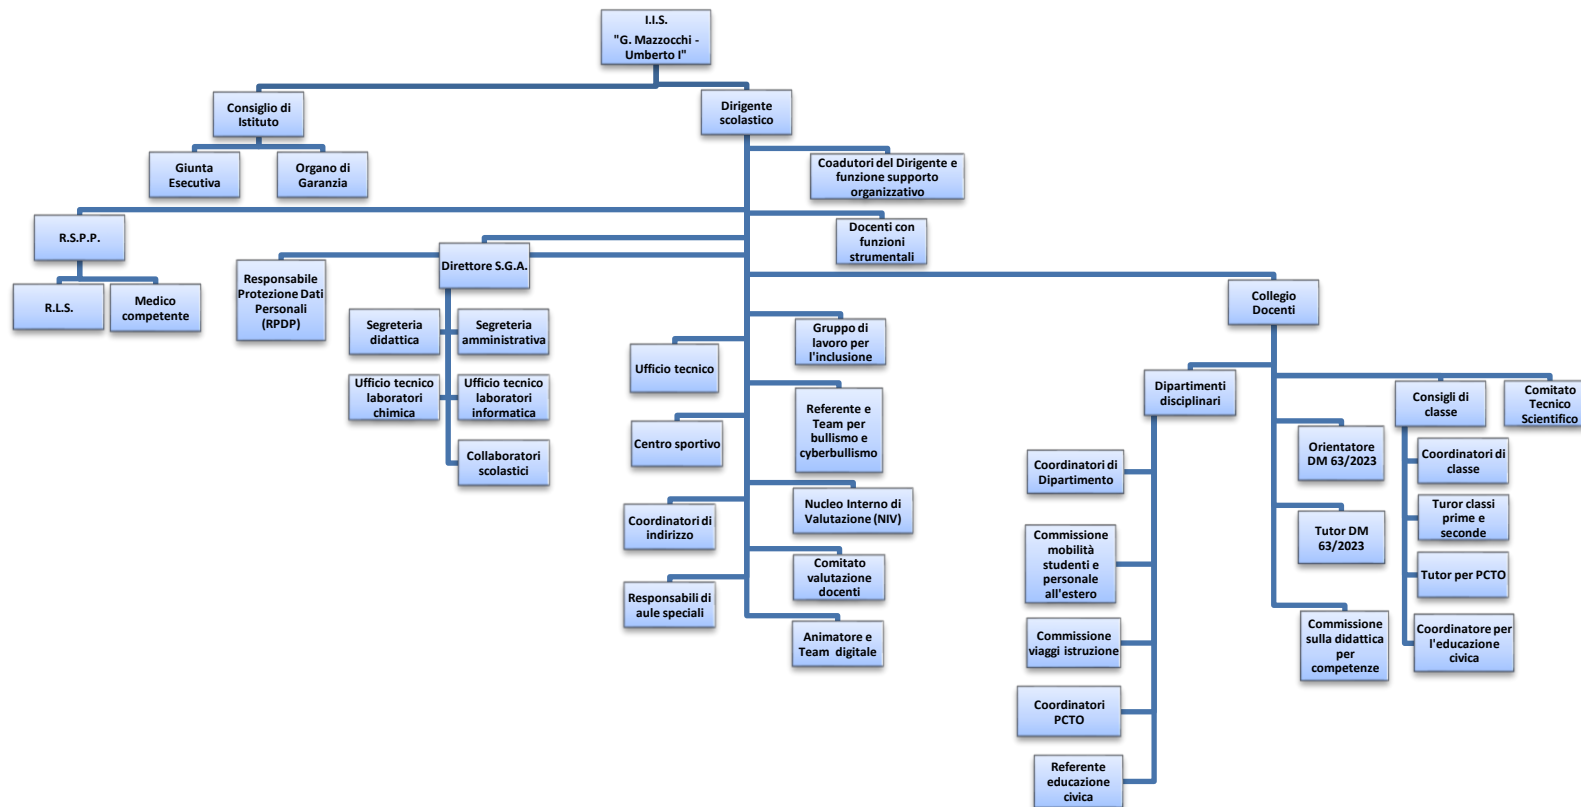 I.I.S.
"G. Mazzocchi -
Umberto I"
Consiglio di
Istituto
Dirigente
scolastico
Giunta
Esecutiva
Organo di
Garanzia
Coadutori del Dirigente e
funzione supporto
organizzativo
R.S.P.P.
Docenti con
funzioni
strumentali
Responsabile
Protezione Dati
Personali
(RPDP)
Direttore S.G.A.
R.L.S.
Medico
competente
Collegio
Docenti
Segreteria
didattica
Segreteria
amministrativa
Gruppo di
lavoro per
l'inclusione
Ufficio tecnico
Ufficio tecnico
laboratori
chimica
Ufficio tecnico
laboratori
informatica
Dipartimenti
disciplinari
Consigli di
classe
Comitato
Tecnico
Scientifico
Referente e
Team per
bullismo e
cyberbullismo
Centro sportivo
Collaboratori
scolastici
Orientatore
DM 63/2023
Coordinatori di
classe
Coordinatori di
Dipartimento
Nucleo Interno di
Valutazione (NIV)
Coordinatori di
indirizzo
Turor classi
prime e
seconde
Tutor DM
63/2023
Commissione
mobilità
studenti e
personale
all'estero
Comitato
valutazione
docenti
Tutor per PCTO
Responsabili di
aule speciali
Animatore e
Team digitale
Commissione
viaggi istruzione
Commissione
sulla didattica
per
competenze
Coordinatore per
l'educazione
civica
Coordinatori
PCTO
Referente
educazione
civica